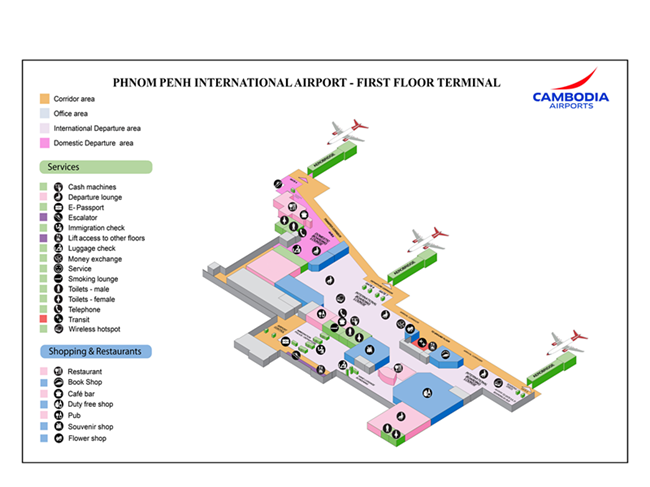 PHNOM PENH INTERNATIONAL AIRPORT - FIRST FLOOR TERMINAL
CAMBODIA
AIRPORTS
Corridor area
Office area
International Departure area
Domestic Departure area
Services
Cash machines
Departure lounge
E- Passport
Escalator
Immigration check
Lift access to other floors
Luggage check
Money exchange
Service
Smoking lounge
Toilets - male
Toilets - female
Telephone
Transit
Wireless hotspot
Shopping & Restaurants
Restaurant
Book Shop
Café bar
Duty free shop
Pub
Souvenir shop
Flower shop